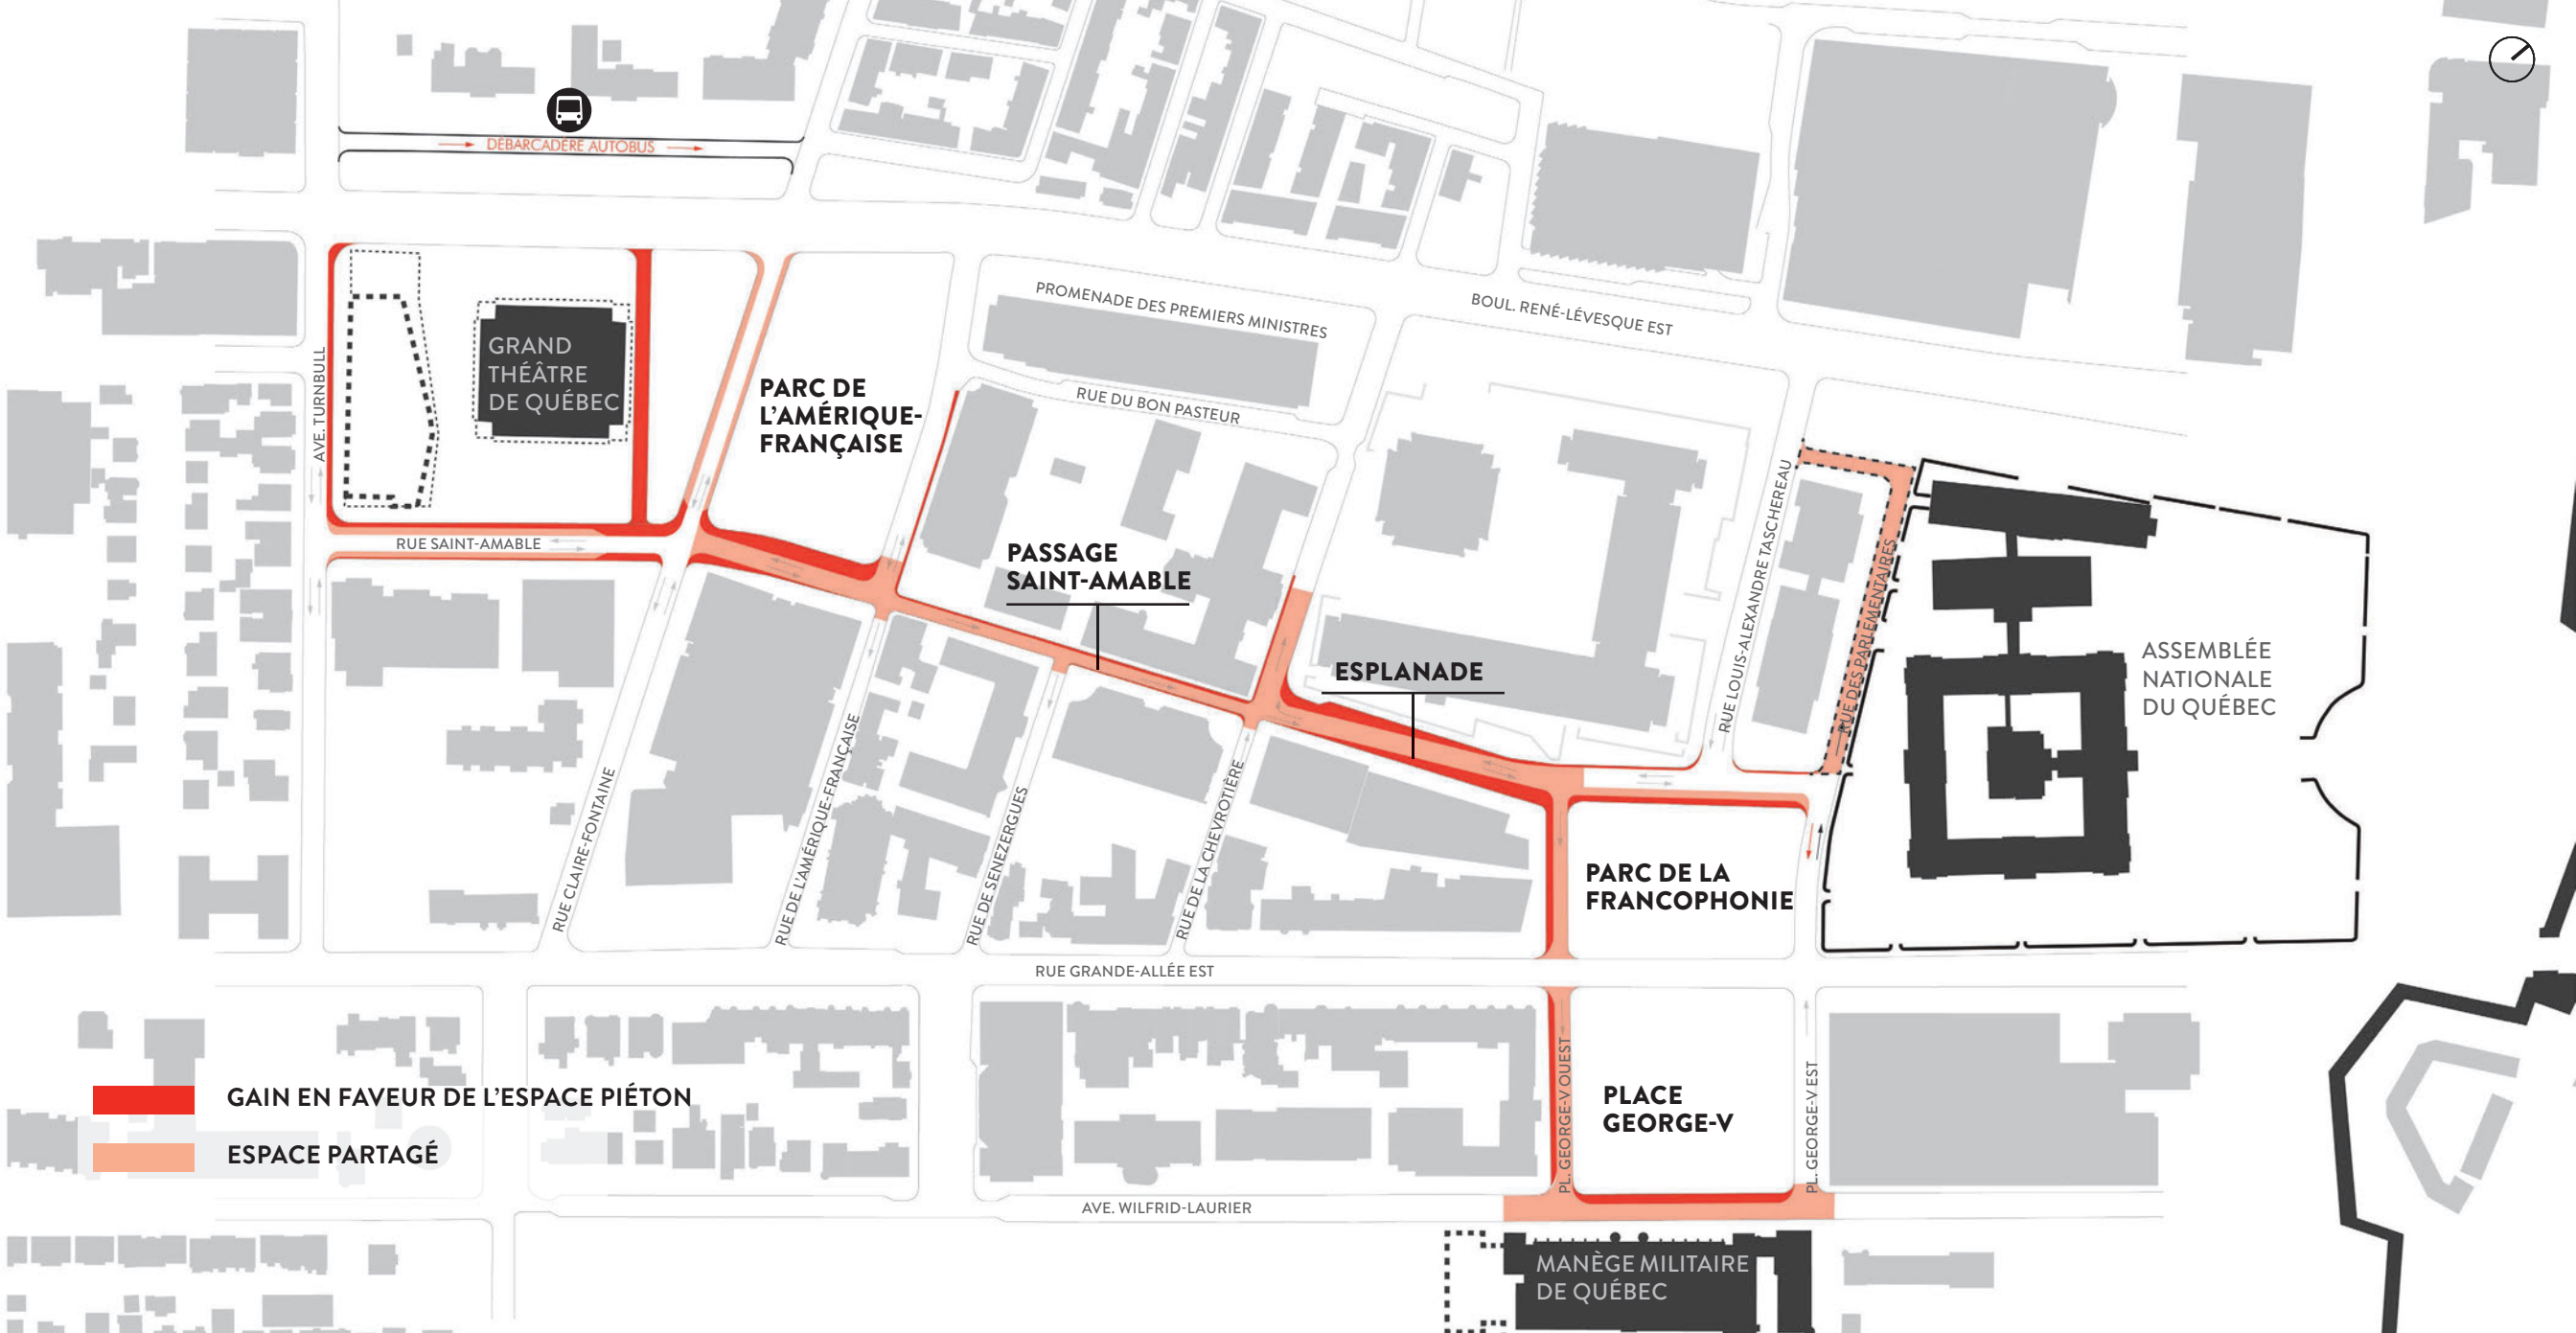 DÉBARCADÈRE AUTOBUS
PROMENADE DES PREMIERS MINISTRES
BOUL. RENÉ-LÉVESQUE EST
GRAND
THÉÂTRE
DE QUÉBEC
AVE. TURNBULL
PARC DE
L'AMÉRIQUE-
FRANÇAISE
RUE DU BON PASTEUR
RUE SAINT-AMABLE
PASSAGE
SAINT-AMABLE
RUE LOUIS-ALEXANDRE TASCHEREAU
RUE DES PARLEMENTAIRES
ESPLANADE
ASSEMBLÉE
NATIONALE
DU QUÉBEC
RUE CLAIRE-FONTAINE
RUE DE L'AMÉRIQUE-FRANÇAISE
RUE DE SENEZERGUES
RUE DE LA CHEVROTIÈRE
PARC DE LA
FRANCOPHONIE
RUE GRANDE-ALLÉE EST
PL. GEORGE-V OUEST
PLACE
GEORGE-V
PL. GEORGE-V EST
GAIN EN FAVEUR DE L'ESPACE PIÉTON
ESPACE PARTAGÉ
AVE. WILFRID-LAURIER
MANÈGE MILITAIRE
DE QUÉBEC